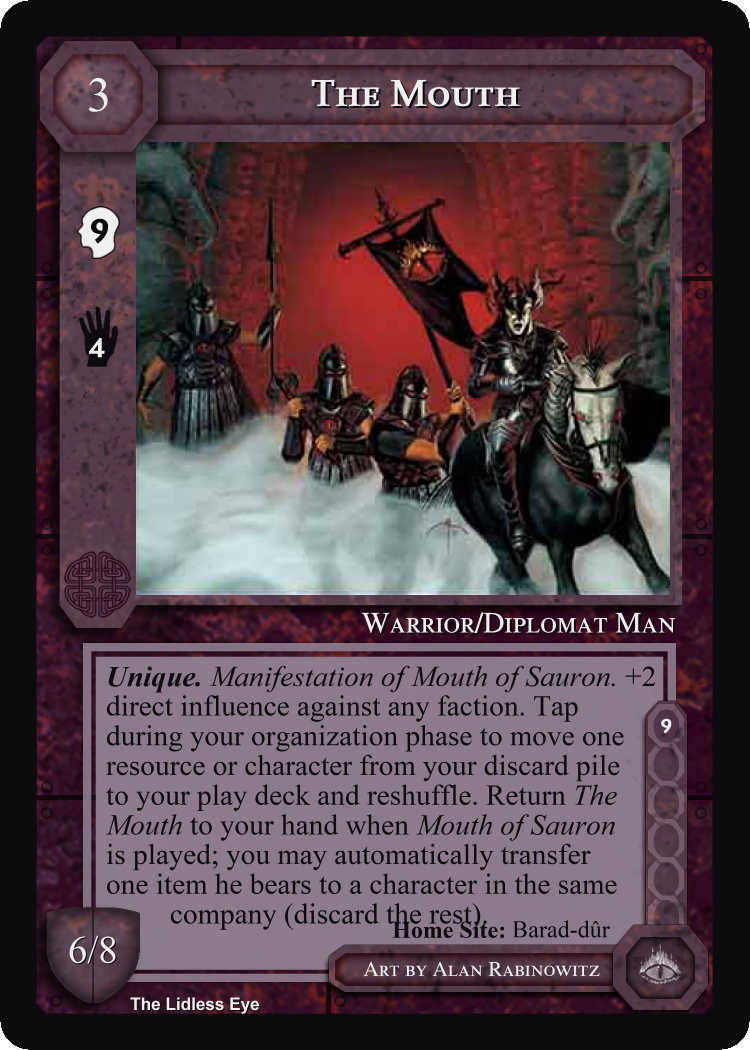 3
The Mouth
9
4
Warrior/Diplomat Man
Unique. Manifestation of Mouth of Sauron. +2
direct influence against any faction. Tap
during your organization phase to move one
resource or character from your discard pile
to your play deck and reshuffle. Return The
Mouth to your hand when Mouth of Sauron
is played; you may automatically transfer
one item he bears to a character in the same
company (discard the rest).
9
Home Site: Barad-dûr
6/8
Art by Alan Rabinowitz
The Lidless Eye